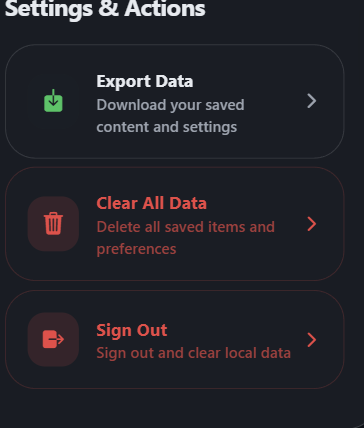 Settings & Actions
Export Data
Download your saved
content and settings
Clear All Data
Delete all saved items and
preferences
Sign Out
Sign out and clear local data